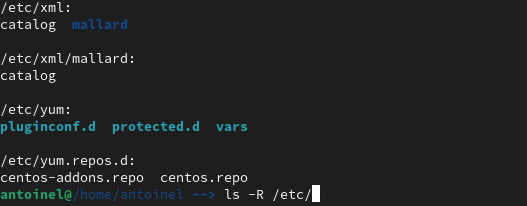 /etc/xml:
catalog  mallard

/etc/xml/mallard:
catalog

/etc/yum:
pluginconf.d  protected.d  vars

/etc/yum.repos.d:
centos-addons.repo  centos.repo
antoinel@/home/antoinel --> ls -R /etc/